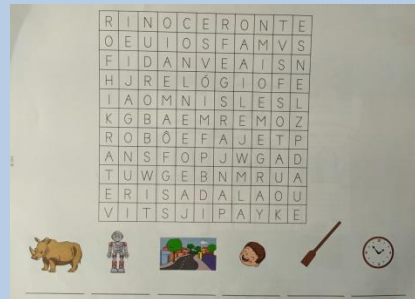 R I N O C E R O N T E
O E U I O S F A M V S
F I D A N V E A I S N
H J R E L Ó G I O F E
I A O M N I S L E S L
K G B A E M R E M O Z
R O B Ô E F A J E T P
A N S F O P J W G A D
T U W G E B N M R U A
E R I S A D A L A O U
V I T S J I P A Y K E